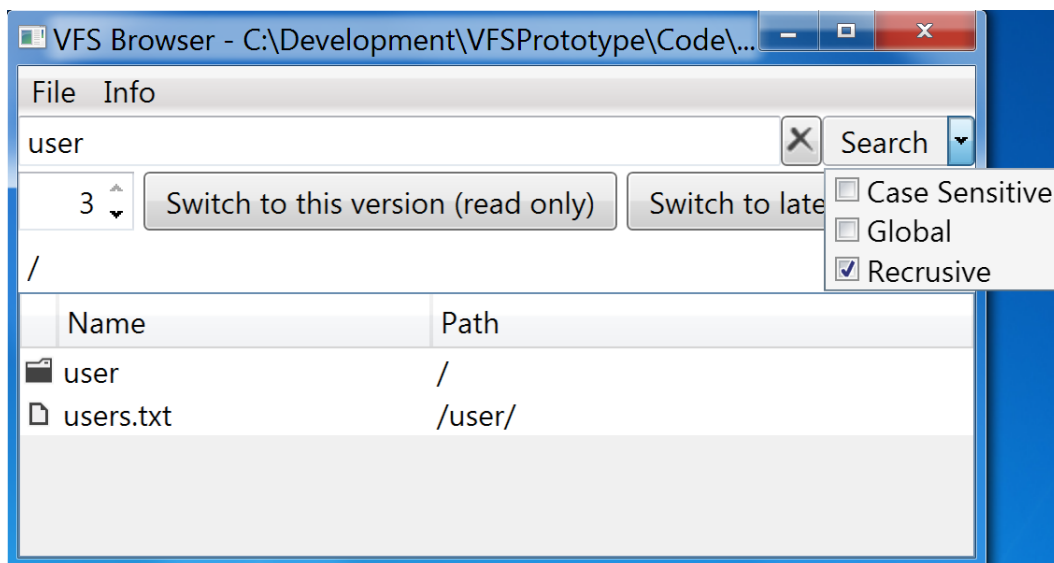 VFS Browser - C:\Development\VFSPrototype\Code\...
File Info
user
Search
Case Sensitive
Global
Recrusive
3
Switch to this version (read only)
Switch to late
/
Name Path
user /
users.txt /user/